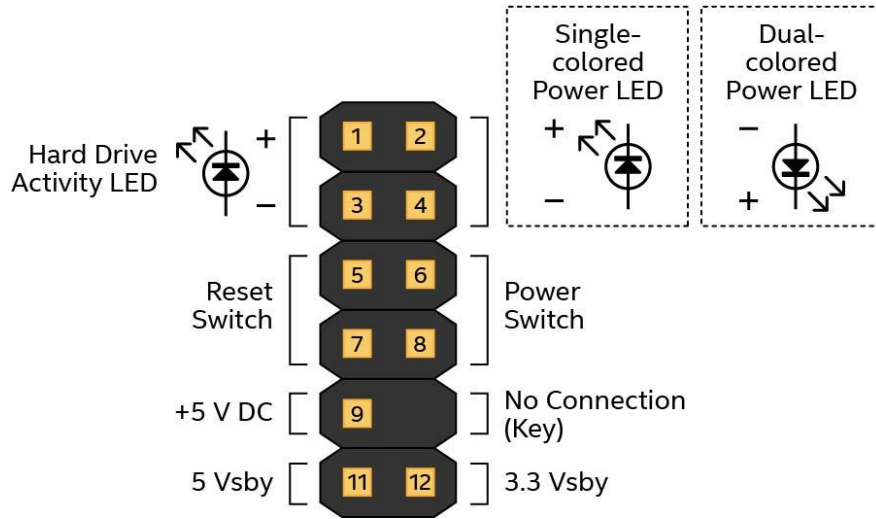 Single-
colored
Power LED
Dual-
colored
Power LED
Hard Drive
Activity LED
+
−
1 2
3 4
+
−
−
+
Reset
Switch
5 6
7 8
Power
Switch
+5 V DC
9
No Connection
(Key)
5 Vsby
11 12
3.3 Vsby